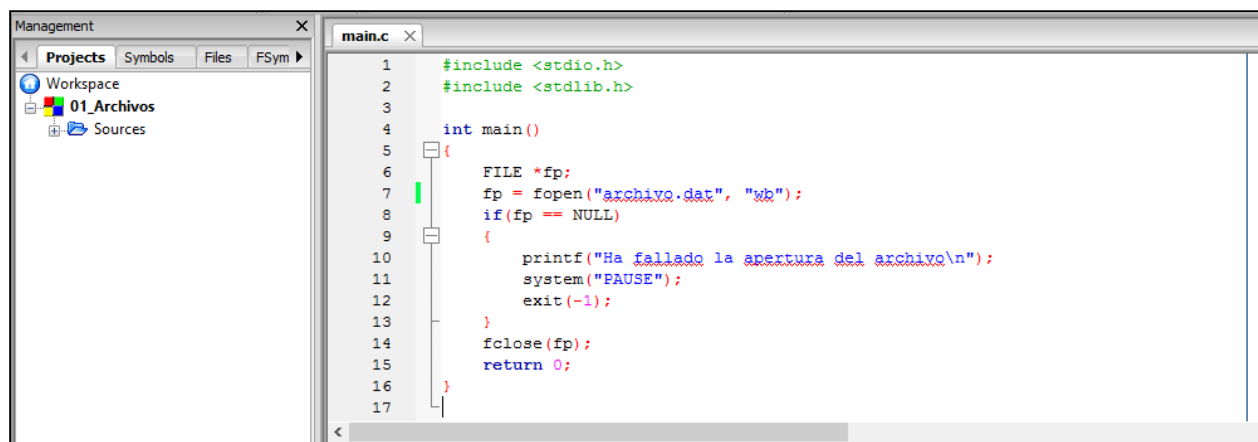 Management
Projects Symbols Files FSym
Workspace
01_Archivos
Sources
main.c
1 #include <stdio.h>
2 #include <stdlib.h>
3
4 int main()
5 {
6 FILE *fp;
7 fp = fopen("archivo.dat", "wb");
8 if(fp == NULL)
9 {
10 printf("Ha fallado la apertura del archivo\n");
11 system("PAUSE");
12 exit(-1);
13 }
14 fclose(fp);
15 return 0;
16 }
17